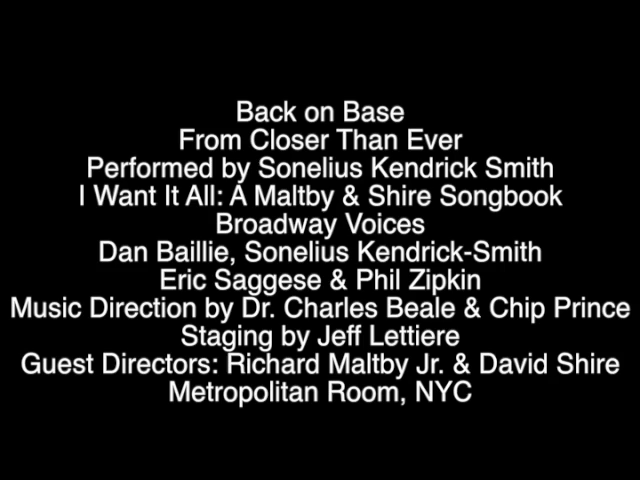 Back on Base
From Closer Than Ever
Performed by Sonelius Kendrick Smith
I Want It All: A Maltby & Shire Songbook
Broadway Voices
Dan Baillie, Sonelius Kendrick-Smith
Eric Saggese & Phil Zipkin
Music Direction by Dr. Charles Beale & Chip Prince
Staging by Jeff Lettiere
Guest Directors: Richard Maltby Jr. & David Shire
Metropolitan Room, NYC